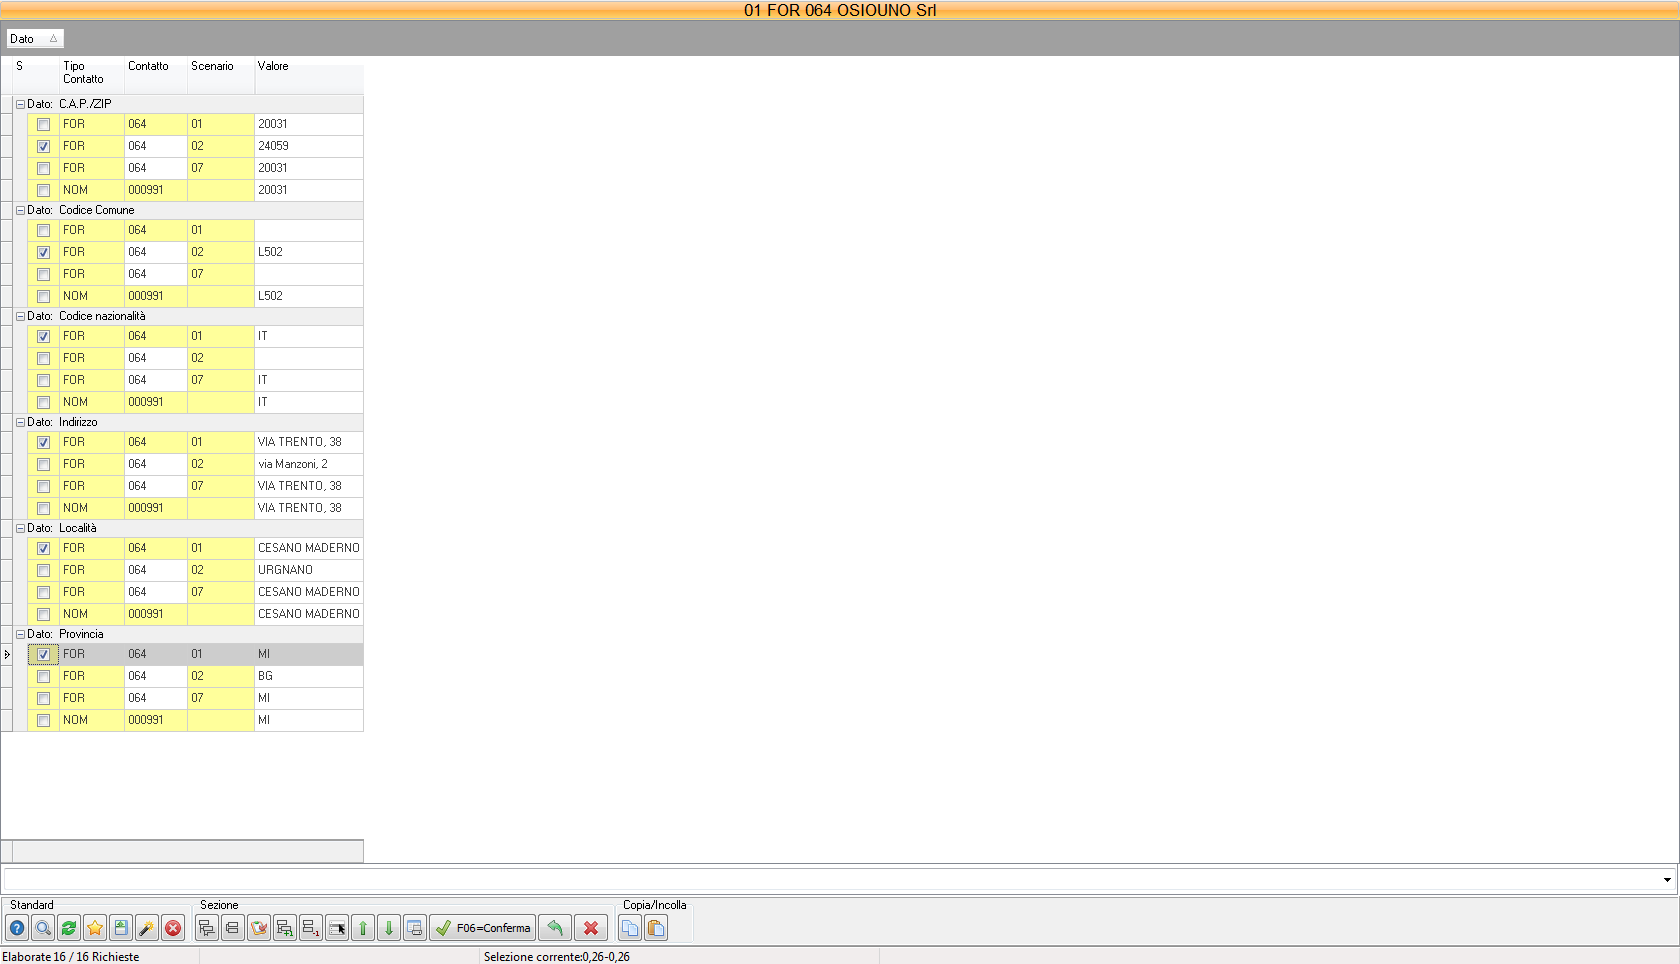 01 FOR 064 OSIOUNO Srl
Dato
S Tipo Contatto Contatto Scenario Valore
Dato: C.A.P./ZIP
FOR 064 01 20031
FOR 064 02 24059
FOR 064 07 20031
NOM 000991 20031
Dato: Codice Comune
FOR 064 01
FOR 064 02 L502
FOR 064 07
NOM 000991 L502
Dato: Codice nazionalità
FOR 064 01 IT
FOR 064 02
FOR 064 07 IT
NOM 000991 IT
Dato: Indirizzo
FOR 064 01 VIA TRENTO, 38
FOR 064 02 via Manzoni, 2
FOR 064 07 VIA TRENTO, 38
NOM 000991 VIA TRENTO, 38
Dato: Località
FOR 064 01 CESANO MADERNO
FOR 064 02 URGNANO
FOR 064 07 CESANO MADERNO
NOM 000991 CESANO MADERNO
Dato: Provincia
FOR 064 01 MI
FOR 064 02 BG
FOR 064 07 MI
NOM 000991 MI
Standard Sezione Copia/Incolla
F06=Conferma
Elaborate 16 / 16 Richieste Selezione corrente:0,26-0,26